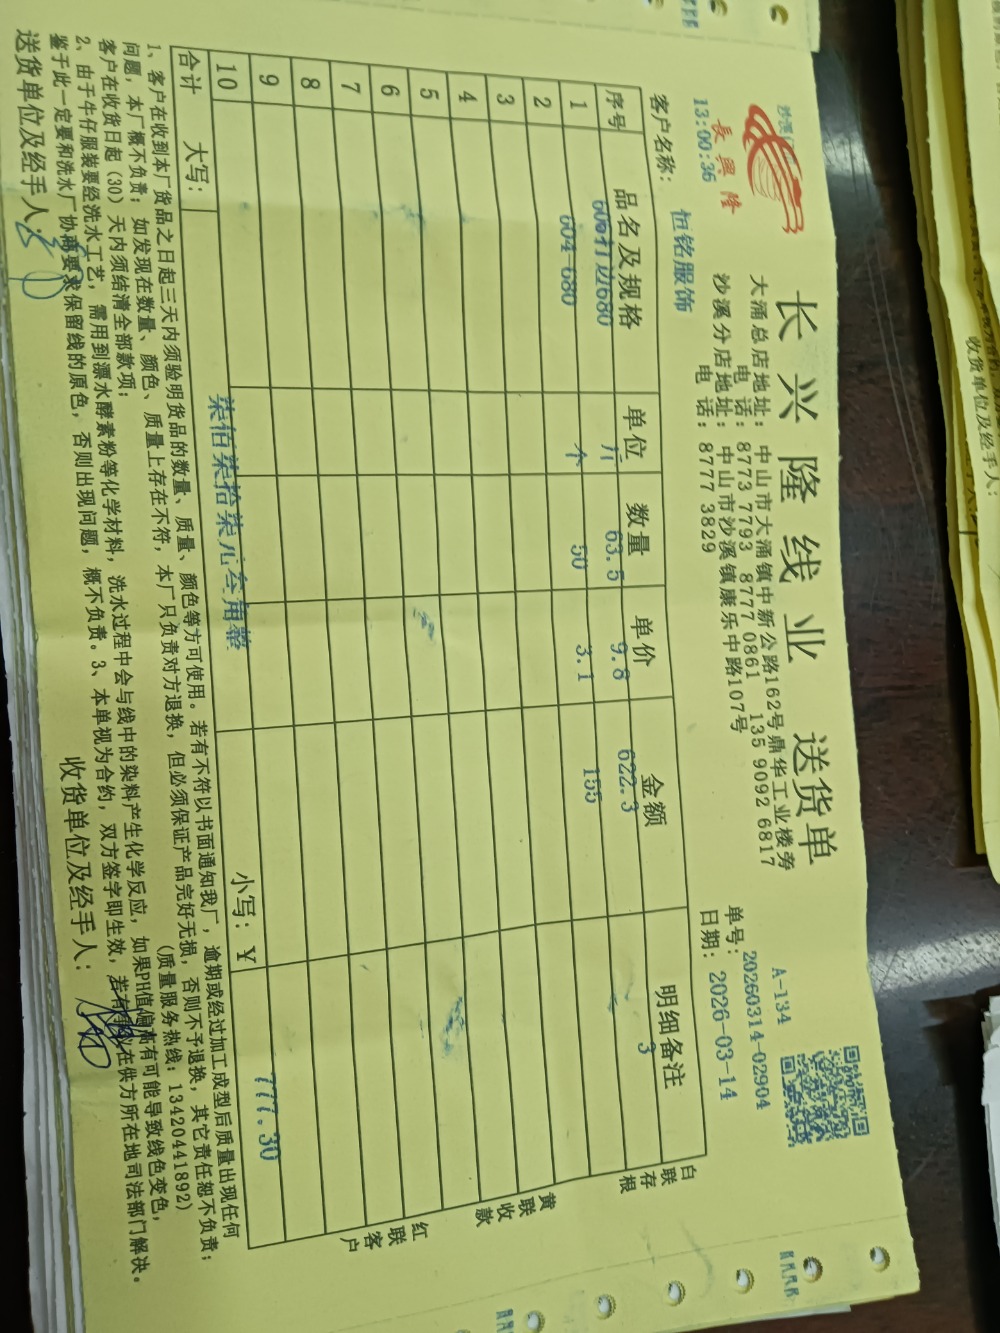 長興隆
长兴隆线业 送货单
大涌总店地址：中山市大涌镇中新公路162号鼎华工业楼旁
电话：8773 7793 8777 0861 135 9092 6817
沙溪分店地址：中山市沙溪镇康乐中路107号
电话：8777 3829
A-134
单号：20260314-02904
日期：2026-03-14
13:00:36
客户名称：恒铭服饰
序号 品名及规格 单位 数量 单价 金额 明细备注
1 606打边680 斤 63.5 9.8 622.3 3
2 604-680 个 50 3.1 155
3
4
5
6
7
8
9
10
合计 大写：柒佰柒拾柒元叁角整 小写：￥ 777.30
白联存根
黄联收款
红联客户
1、客户在收到本厂货品之日起三天内须验明货品的数量、质量、颜色等方可使用。若有不符以书面通知我厂，逾期或经过加工成型后质量出现任何
问题，本厂概不负责；如发现在数量、颜色、质量上存在不符，本厂只负责对方退换，但必须保证产品完好无损，否则不予退换，其它责任恕不负责；
客户在收货日起（30）天内须结清全部款项； （质量服务热线：13420441892）
2、由于牛仔服装要经洗水工艺，需用到漂水酵素粉等化学材料，洗水过程中会与线中的染料产生化学反应，如果PH值偏高有可能导致线色变色，
鉴于此一定要和洗水厂协商要求保留线的原色，否则出现问题，概不负责。3、本单视为合约，双方签字即生效，若有 在供方所在地司法部门解决。
送货单位及经手人： 收货单位及经手人：
收货单位及经手人：